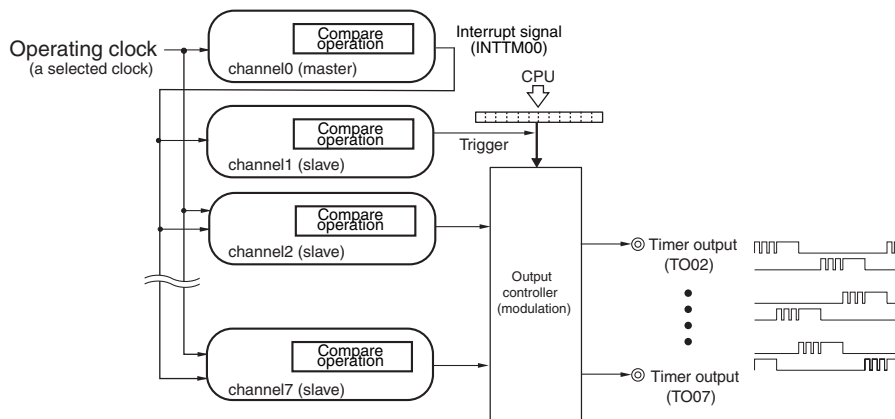 Operating clock
(a selected clock)
Compare
operation
channel0 (master)
Interrupt signal
(INTTM00)
CPU
Compare
operation
channel1 (slave)
Trigger
Compare
operation
channel2 (slave)
Output
controller
(modulation)
Timer output
(TO02)
Compare
operation
channel7 (slave)
Timer output
(TO07)